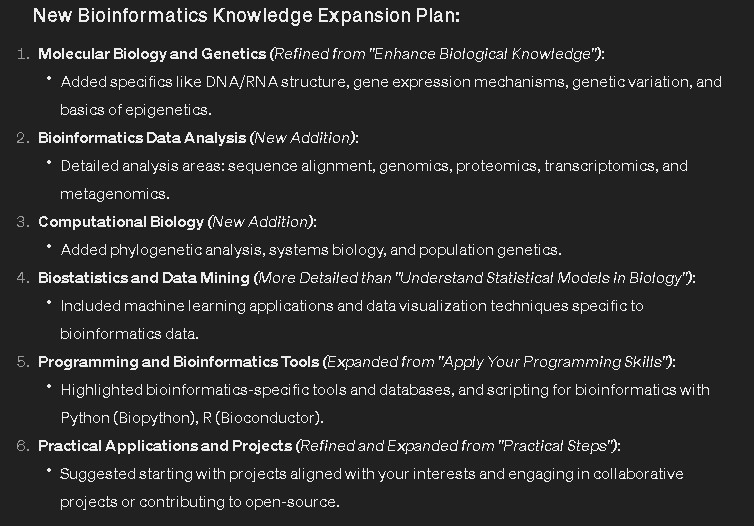 New Bioinformatics Knowledge Expansion Plan:
1. Molecular Biology and Genetics (Refined from "Enhance Biological Knowledge"):
• Added specifics like DNA/RNA structure, gene expression mechanisms, genetic variation, and
basics of epigenetics.
2. Bioinformatics Data Analysis (New Addition):
• Detailed analysis areas: sequence alignment, genomics, proteomics, transcriptomics, and
metagenomics.
3. Computational Biology (New Addition):
• Added phylogenetic analysis, systems biology, and population genetics.
4. Biostatistics and Data Mining (More Detailed than "Understand Statistical Models in Biology"):
• Included machine learning applications and data visualization techniques specific to
bioinformatics data.
5. Programming and Bioinformatics Tools (Expanded from "Apply Your Programming Skills"):
• Highlighted bioinformatics-specific tools and databases, and scripting for bioinformatics with
Python (Biopython), R (Bioconductor).
6. Practical Applications and Projects (Refined and Expanded from "Practical Steps"):
• Suggested starting with projects aligned with your interests and engaging in collaborative
projects or contributing to open-source.